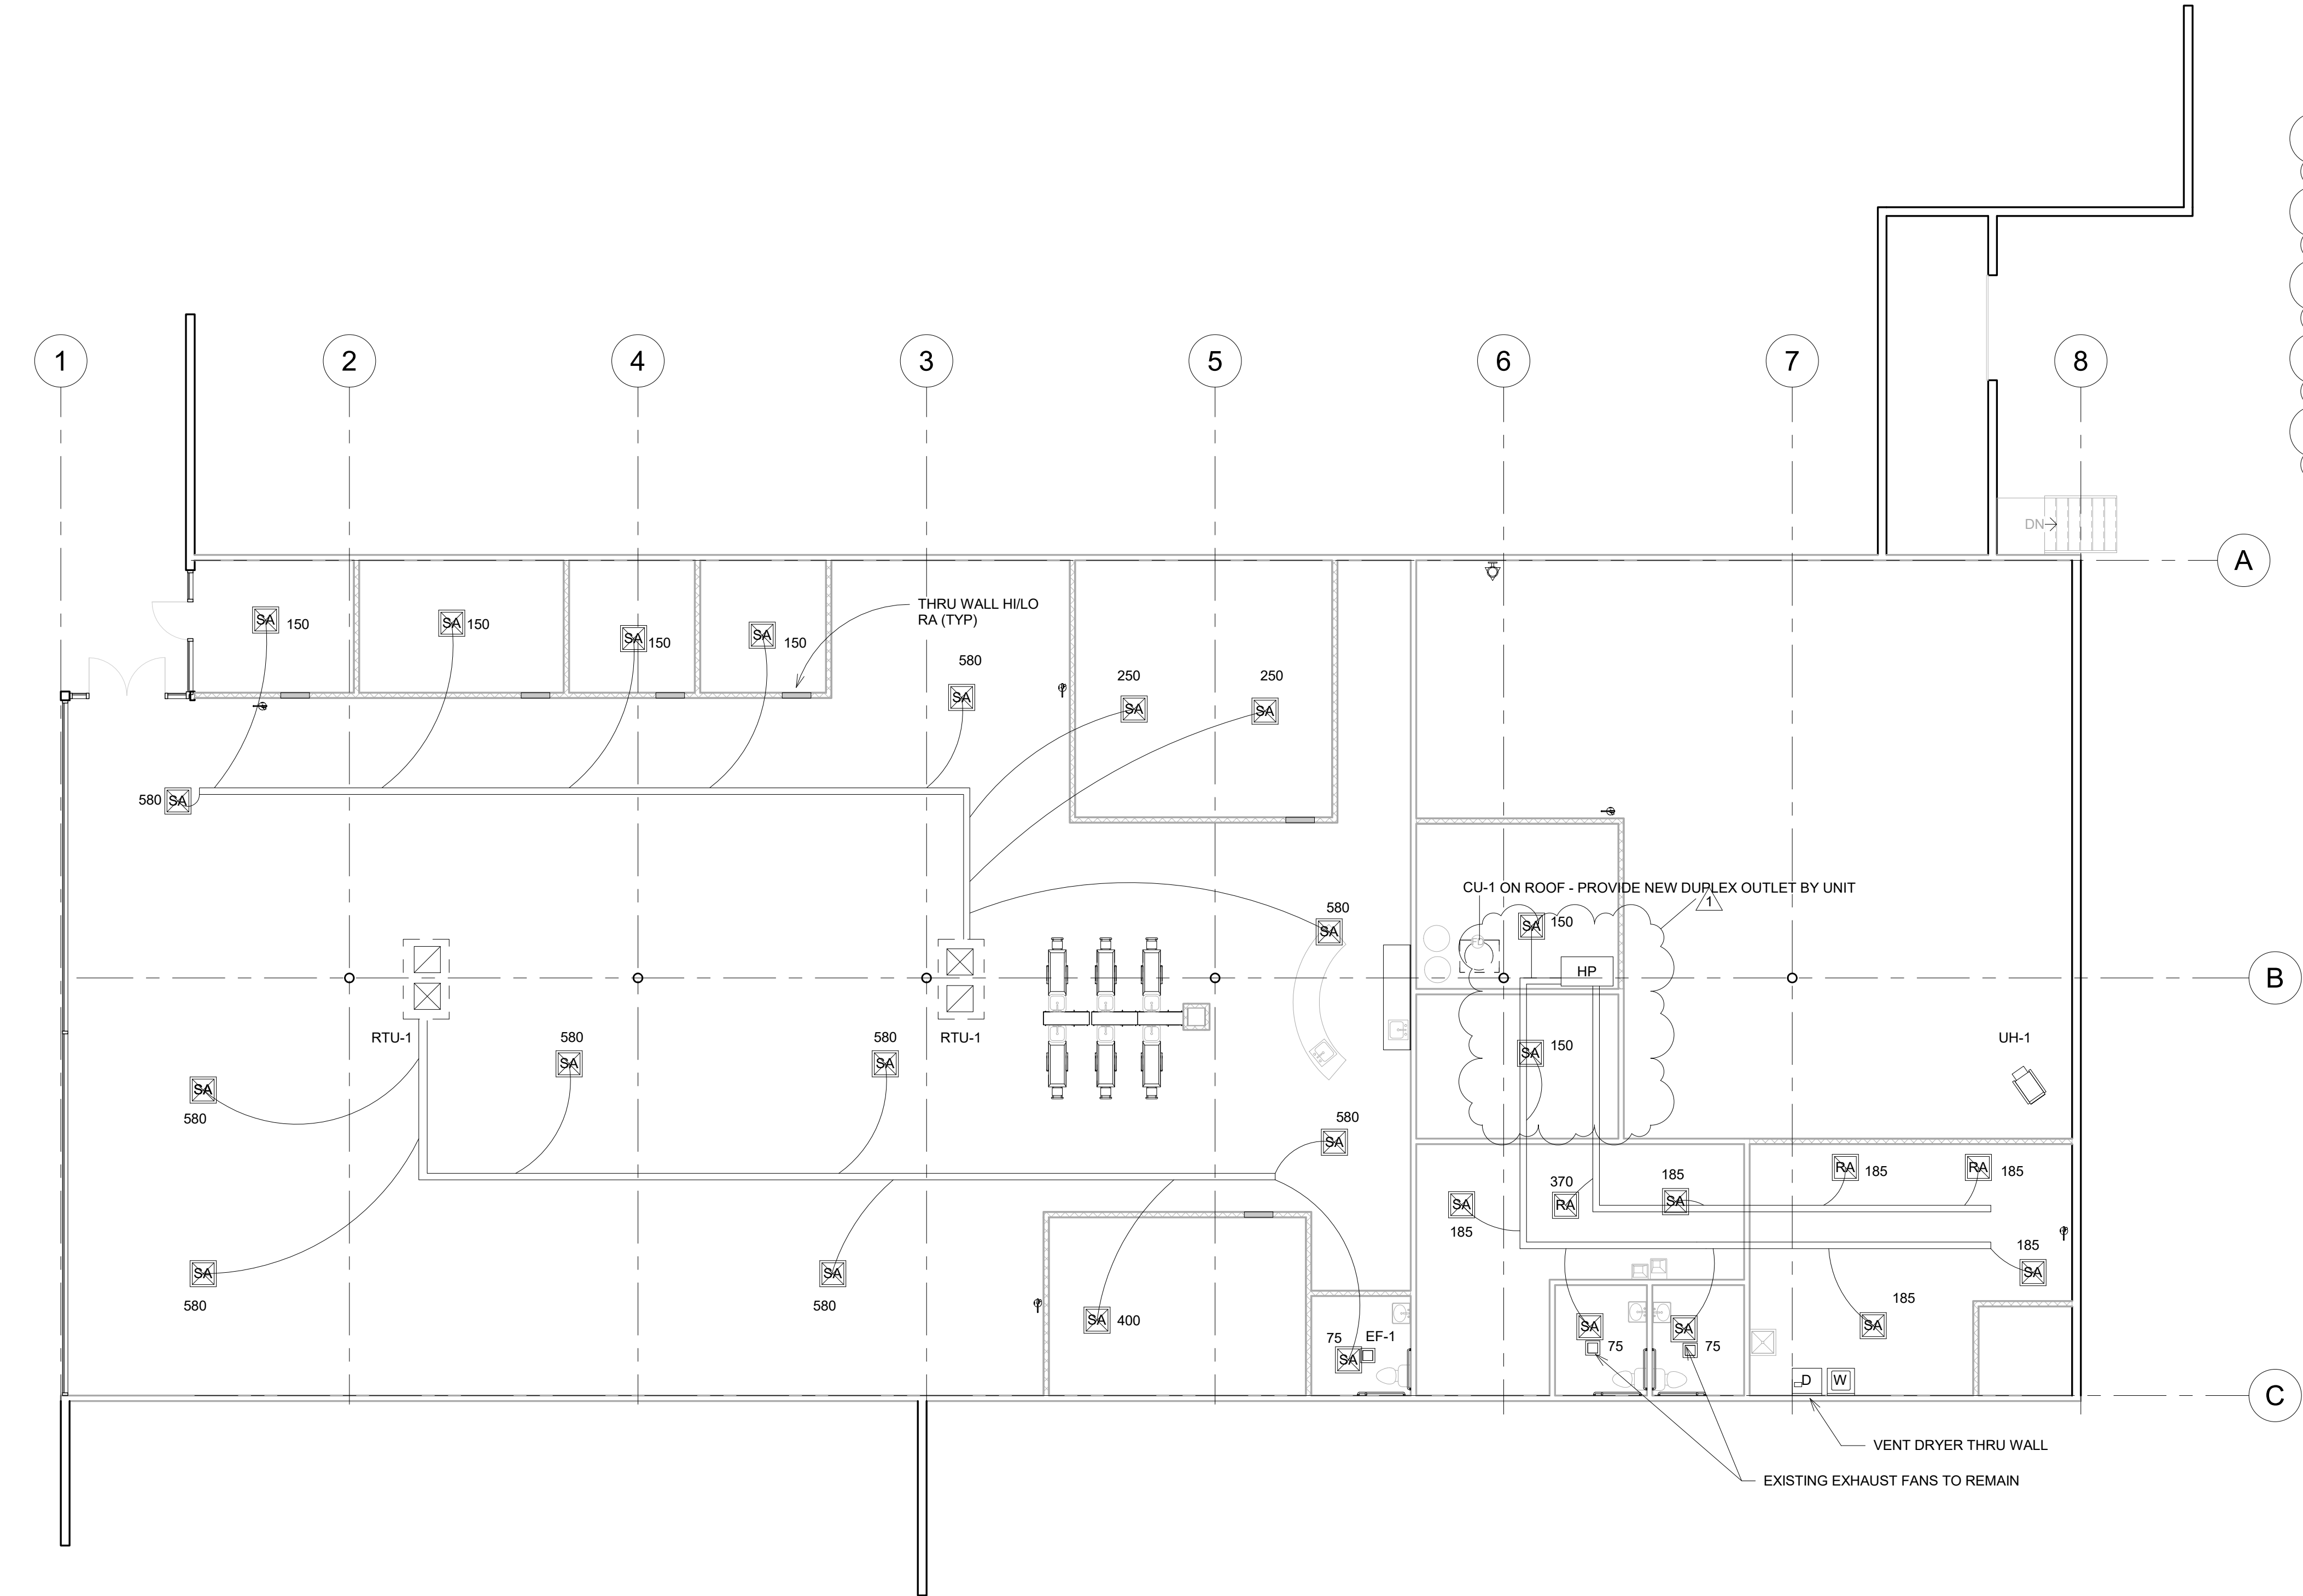 1
2
4
3
5
6
7
8
DN
A
THRU WALL HI/LO
RA (TYP)
SA
150
SA
150
SA
150
SA
150
580
SA
250
250
SA
SA
580
SA
CU-1 ON ROOF - PROVIDE NEW DUPLEX OUTLET BY UNIT
1
580
SA
SA
150
HP
B
RTU-1
580
SA
580
SA
RTU-1
SA
150
UH-1
SA
580
580
SA
RA
185
RA
185
370
RA
185
SA
SA
185
185
SA
SA
580
SA
580
SA
400
75
EF-1
SA
SA
75
SA
75
185
SA
D
W
C
VENT DRYER THRU WALL
EXISTING EXHAUST FANS TO REMAIN